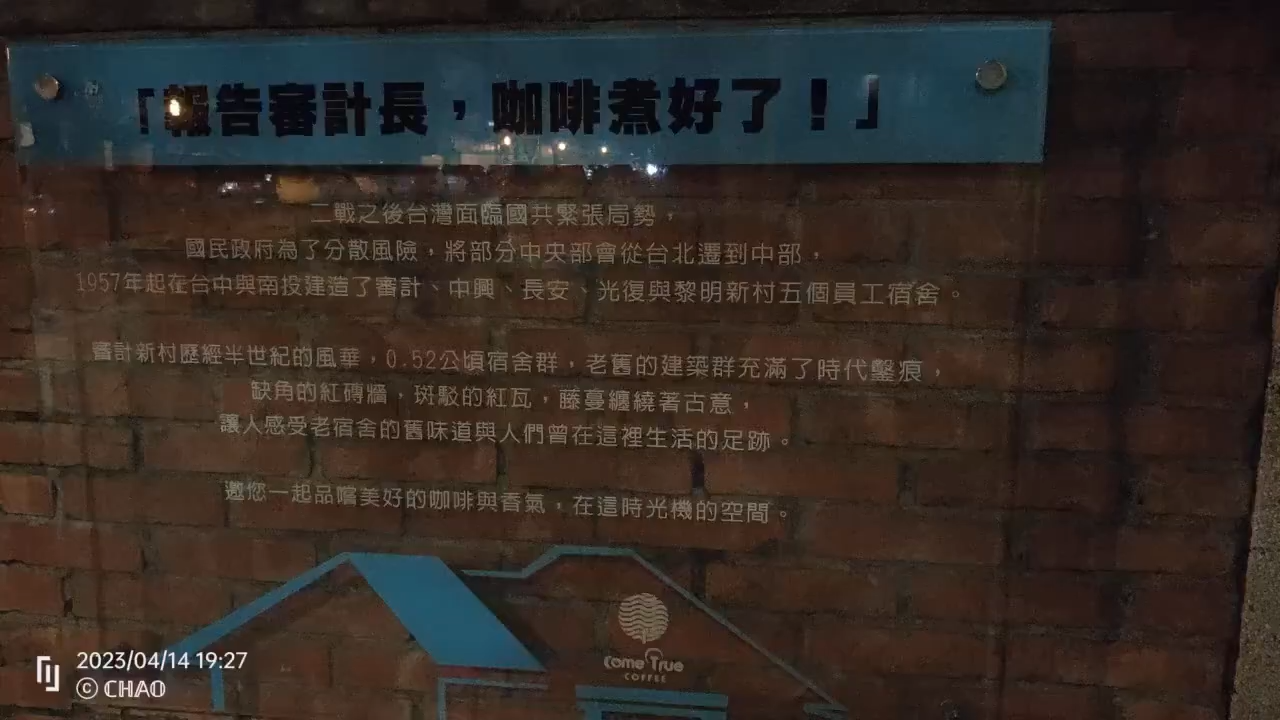 「報告審計長，咖啡煮好了！」
二戰之後台灣面臨國共緊張局勢，
國民政府為了分散風險，將部分中央部會從台北遷到中部，
1957年起在台中與南投建造了審計、中興、長安、光復與黎明新村五個員工宿舍。
審計新村歷經半世紀的風華，0.52公頃宿舍群，老舊的建築群充滿了時代鑿痕，
缺角的紅磚牆，斑駁的紅瓦，藤蔓纏繞著古意，
讓人感受老宿舍的舊味道與人們曾在這裡生活的足跡。
邀您一起品嚐美好的咖啡與香氣，在這時光機的空間。
Come True
COFFEE
2023/04/14 19:27
© CHAO